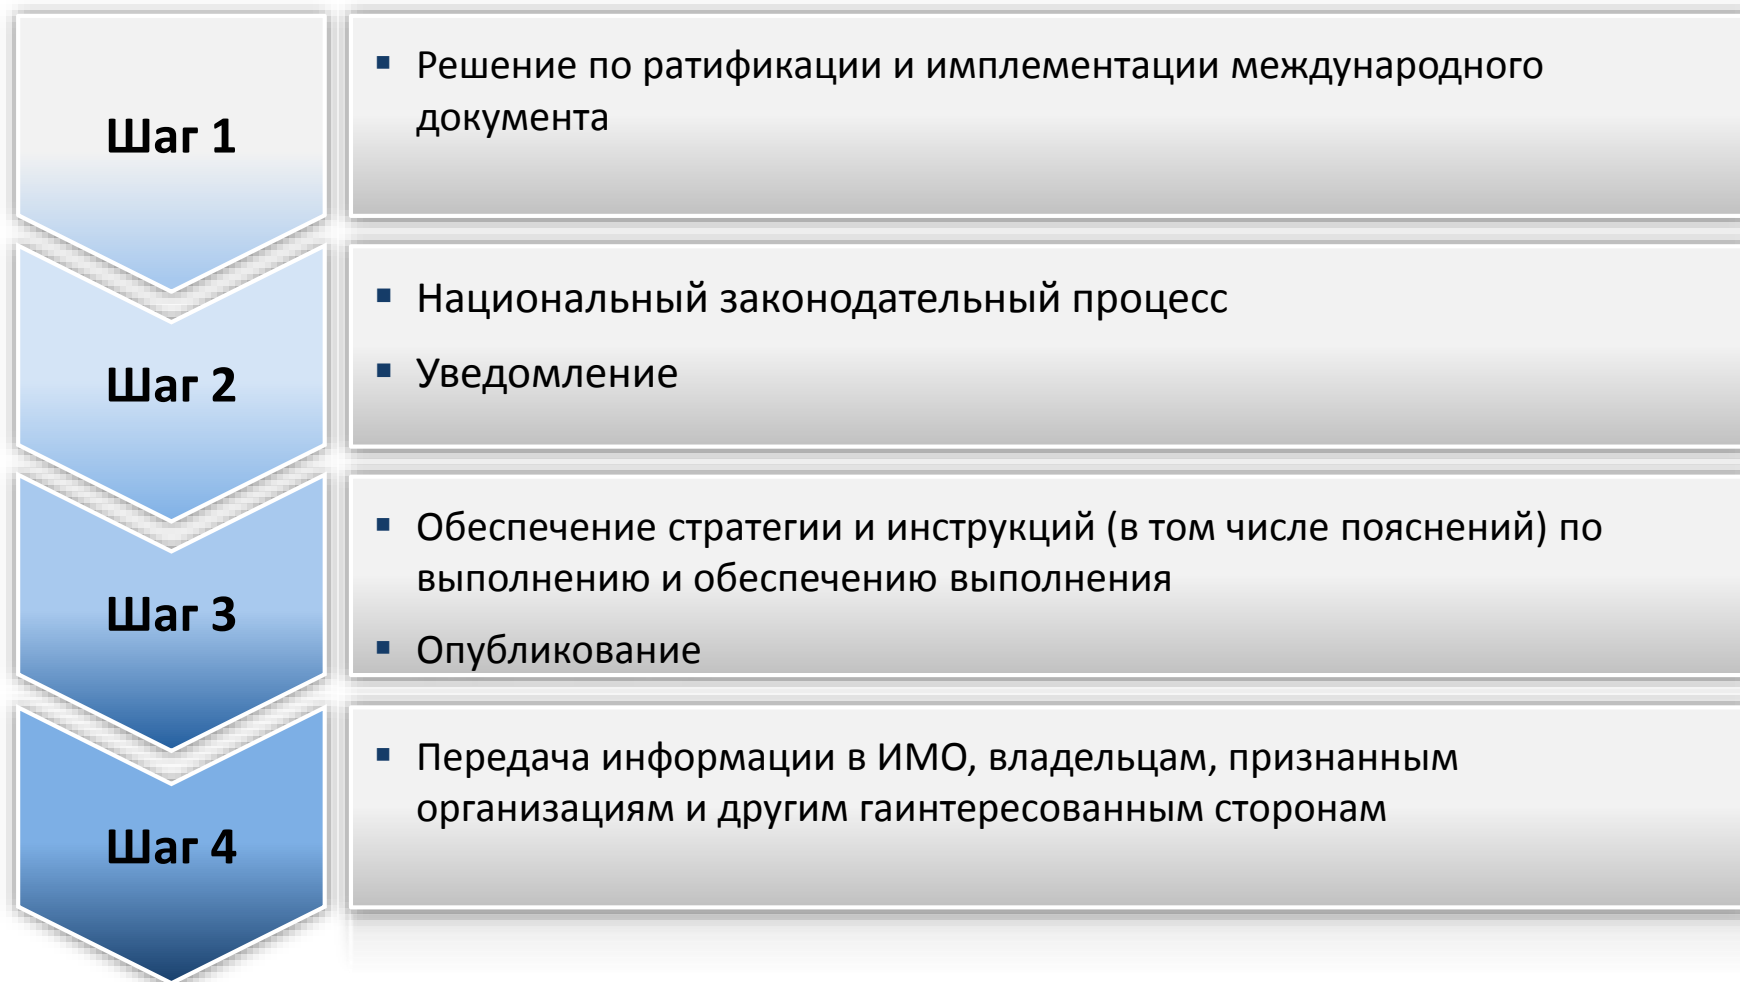 Шаг 1
▪ Решение по ратификации и имплементации международного
документа
Шаг 2
▪ Национальный законодательный процесс
▪ Уведомление
Шаг 3
▪ Обеспечение стратегии и инструкций (в том числе пояснений) по
выполнению и обеспечению выполнения
▪ Опубликование
Шаг 4
▪ Передача информации в ИМО, владельцам, признанным
организациям и другим гаинтересованным сторонам